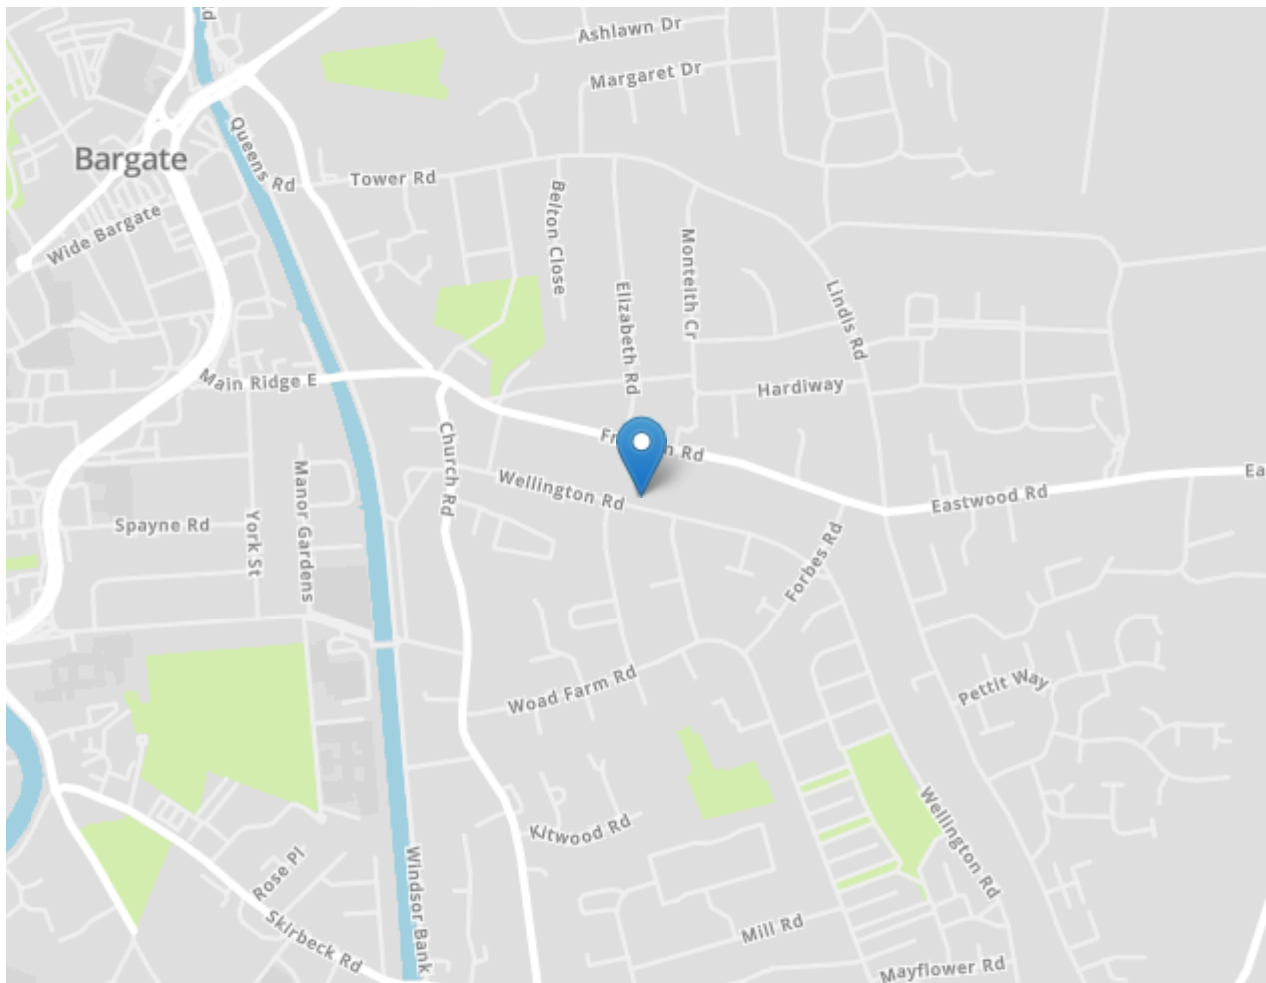 Rd
Ashlawn Dr
Margaret Dr
Queens Rd
Bargate
Tower Rd
Wide Bargate
Belton Close
Monteith Cr
Elizabeth Rd
Lindis Rd
Main Ridge E
Hardiway
Church Rd
Rd
Wellington Rd
Manor Gardens
Eastwood Rd
Spayne Rd
York St
Forbes Rd
Woad Farm Rd
Pettit Way
Kitwood Rd
Wellington Rd
Rose Pl
Windsor Bank
Skirbeck Rd
Mill Rd
Mayflower Rd